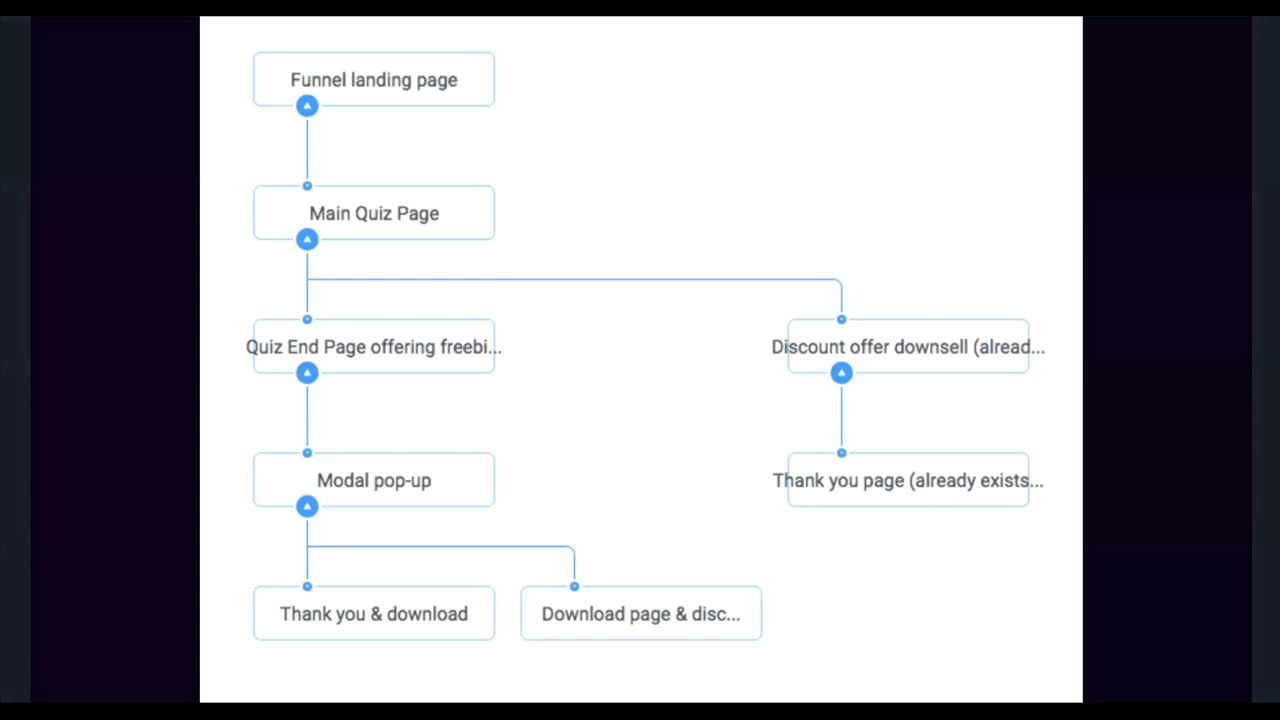 Funnel landing page
Main Quiz Page
Quiz End Page offering freebi...
Discount offer downsell (alread...
Modal pop-up
Thank you page (already exists...
Thank you & download
Download page & disc...